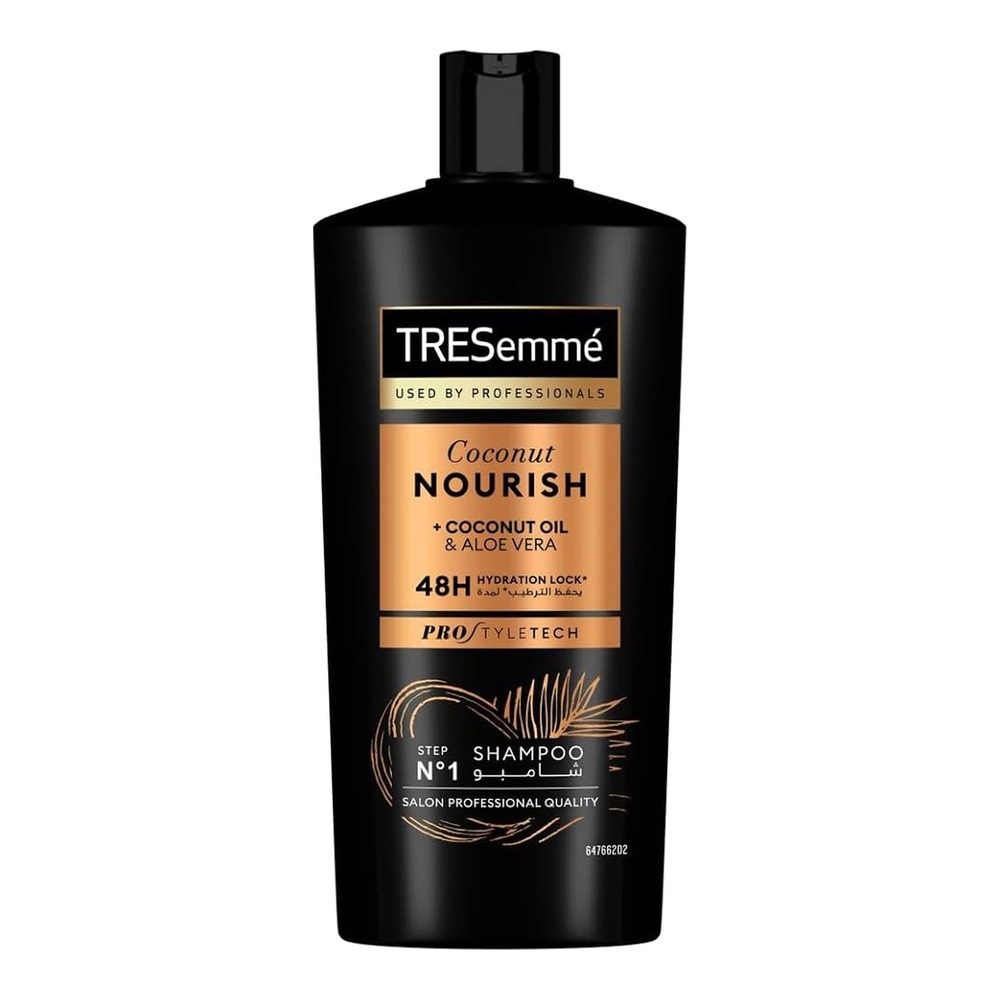 TRESemmé
USED BY PROFESSIONALS
Coconut
NOURISH
+ COCONUT OIL
& ALOE VERA
48H HYDRATION LOCK*
يحفظ الترطيب* لمدة
PROSTYLETECH
STEP
N°1
SHAMPOO
شامبو
SALON PROFESSIONAL QUALITY
64766202